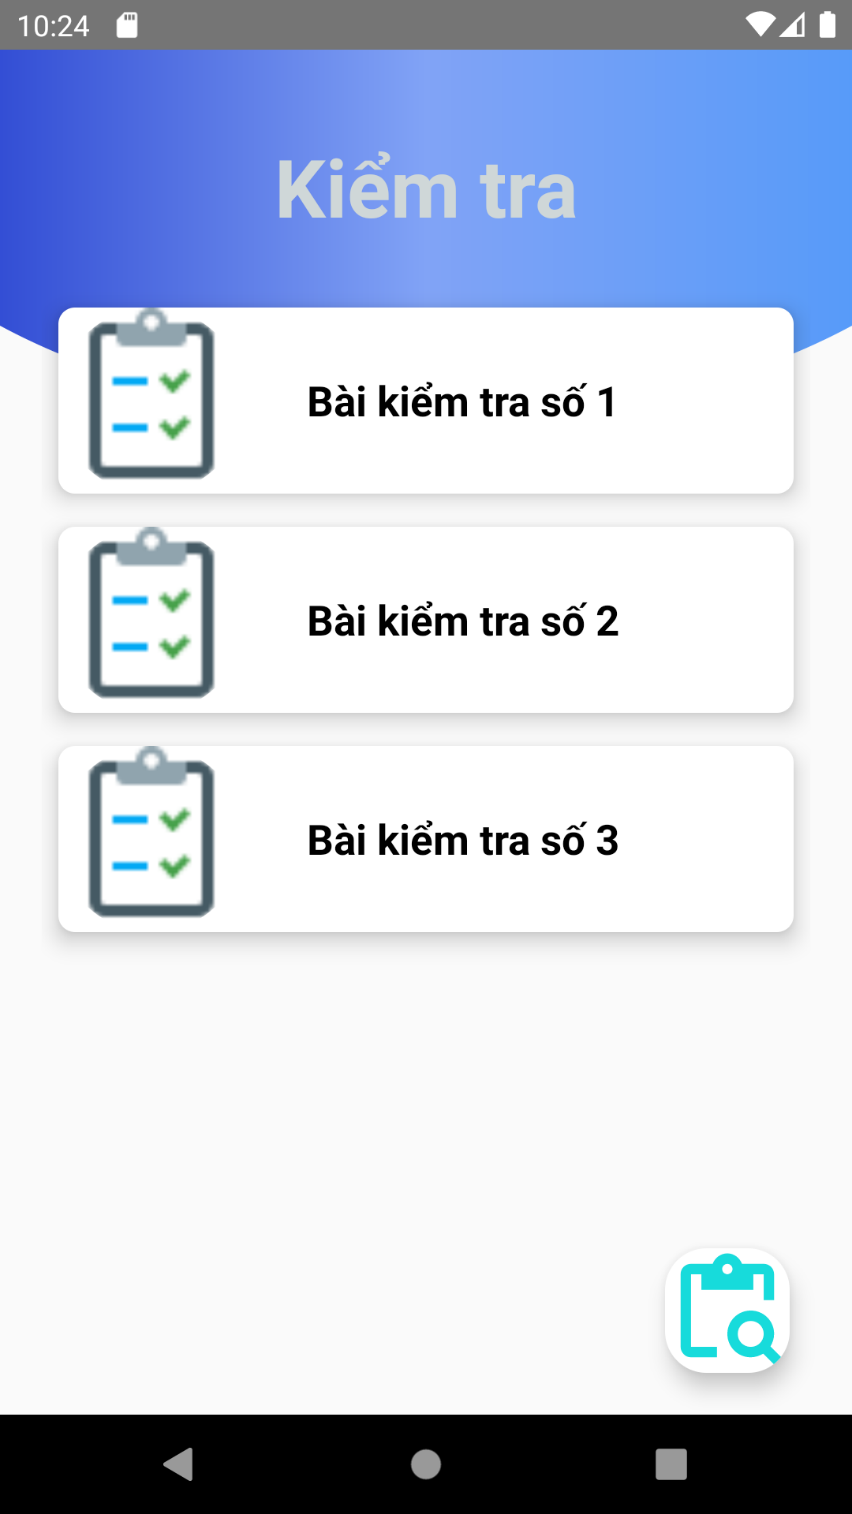 10:24
Kiểm tra
Bài kiểm tra số 1
Bài kiểm tra số 2
Bài kiểm tra số 3